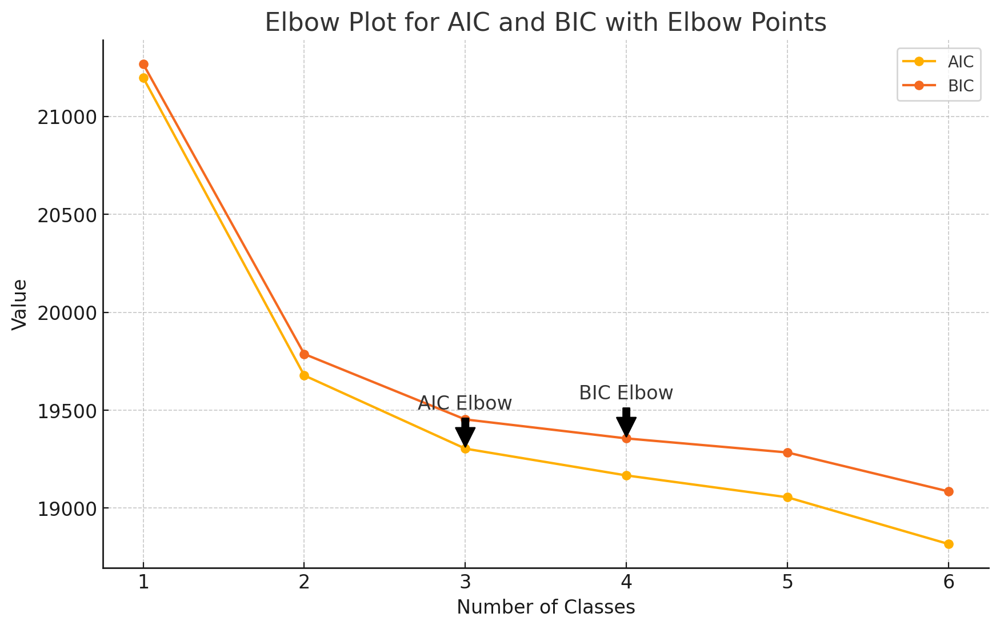 Elbow Plot for AIC and BIC with Elbow Points
AIC
BIC
21000
20500
20000
19500
19000
Value
AIC Elbow
BIC Elbow
1 2 3 4 5 6
Number of Classes